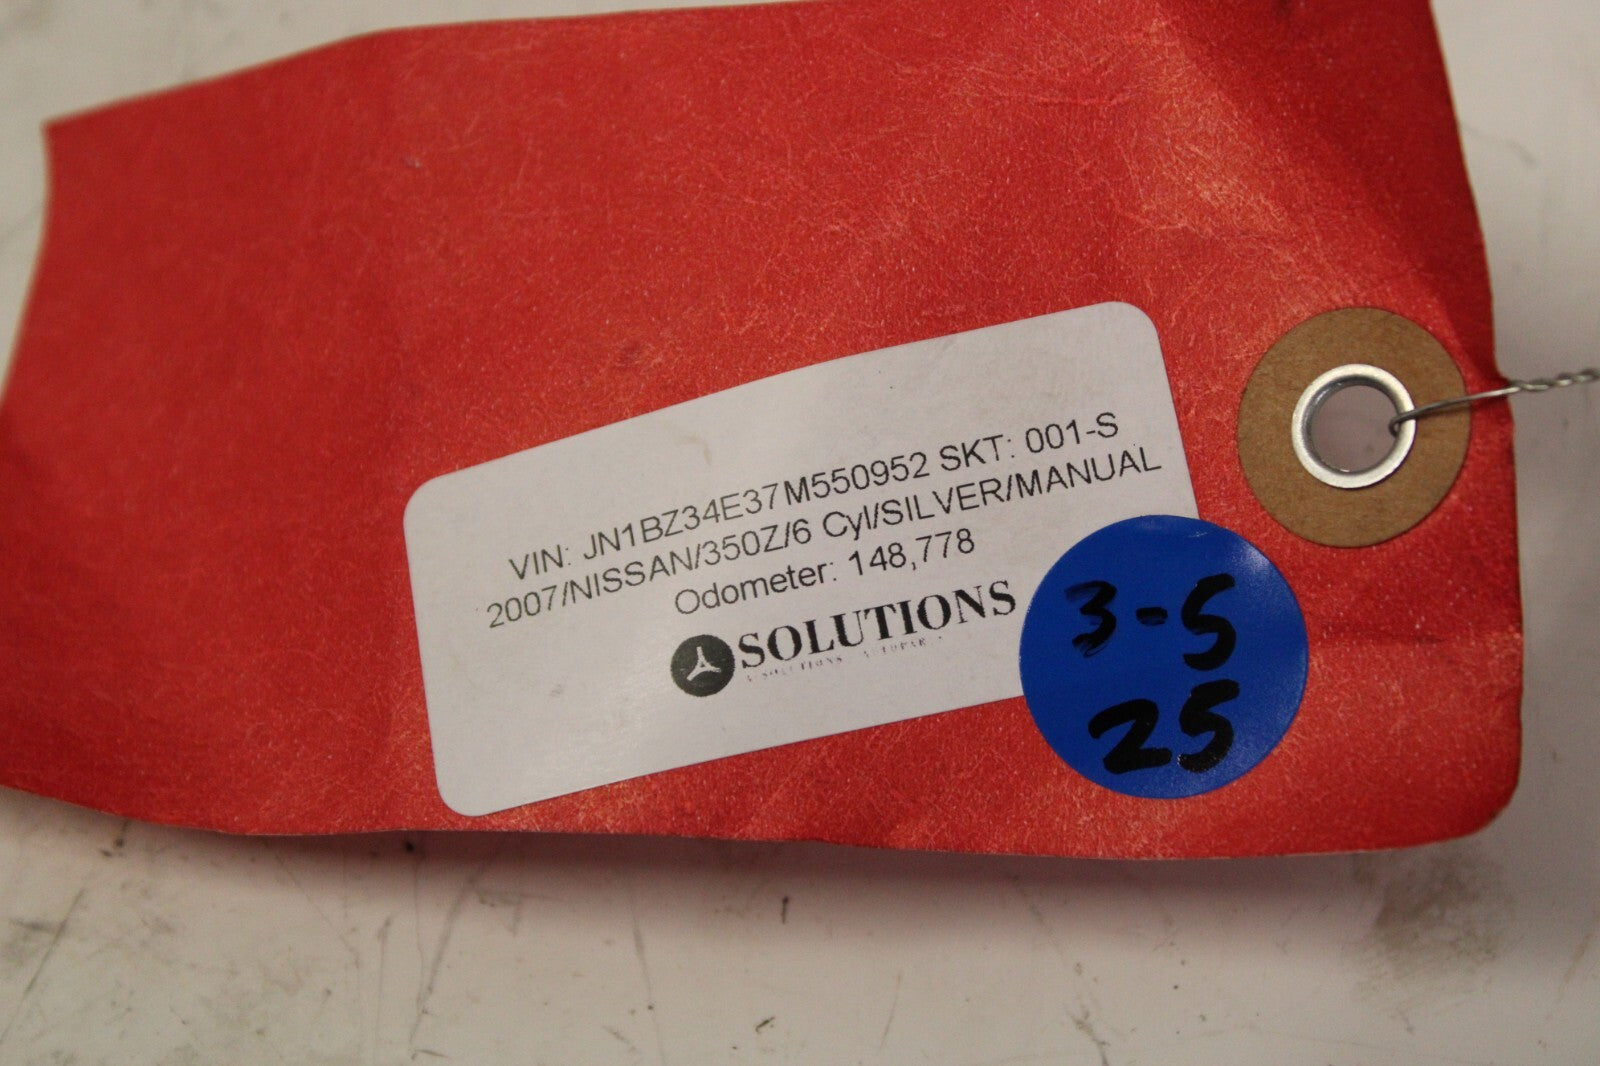 VIN: JN1BZ34E37M550952 SKT: 001-S
2007/NISSAN/350Z/6 Cyl/SILVER/MANUAL
Odometer: 148,778
SOLUTIONS
3-5
25